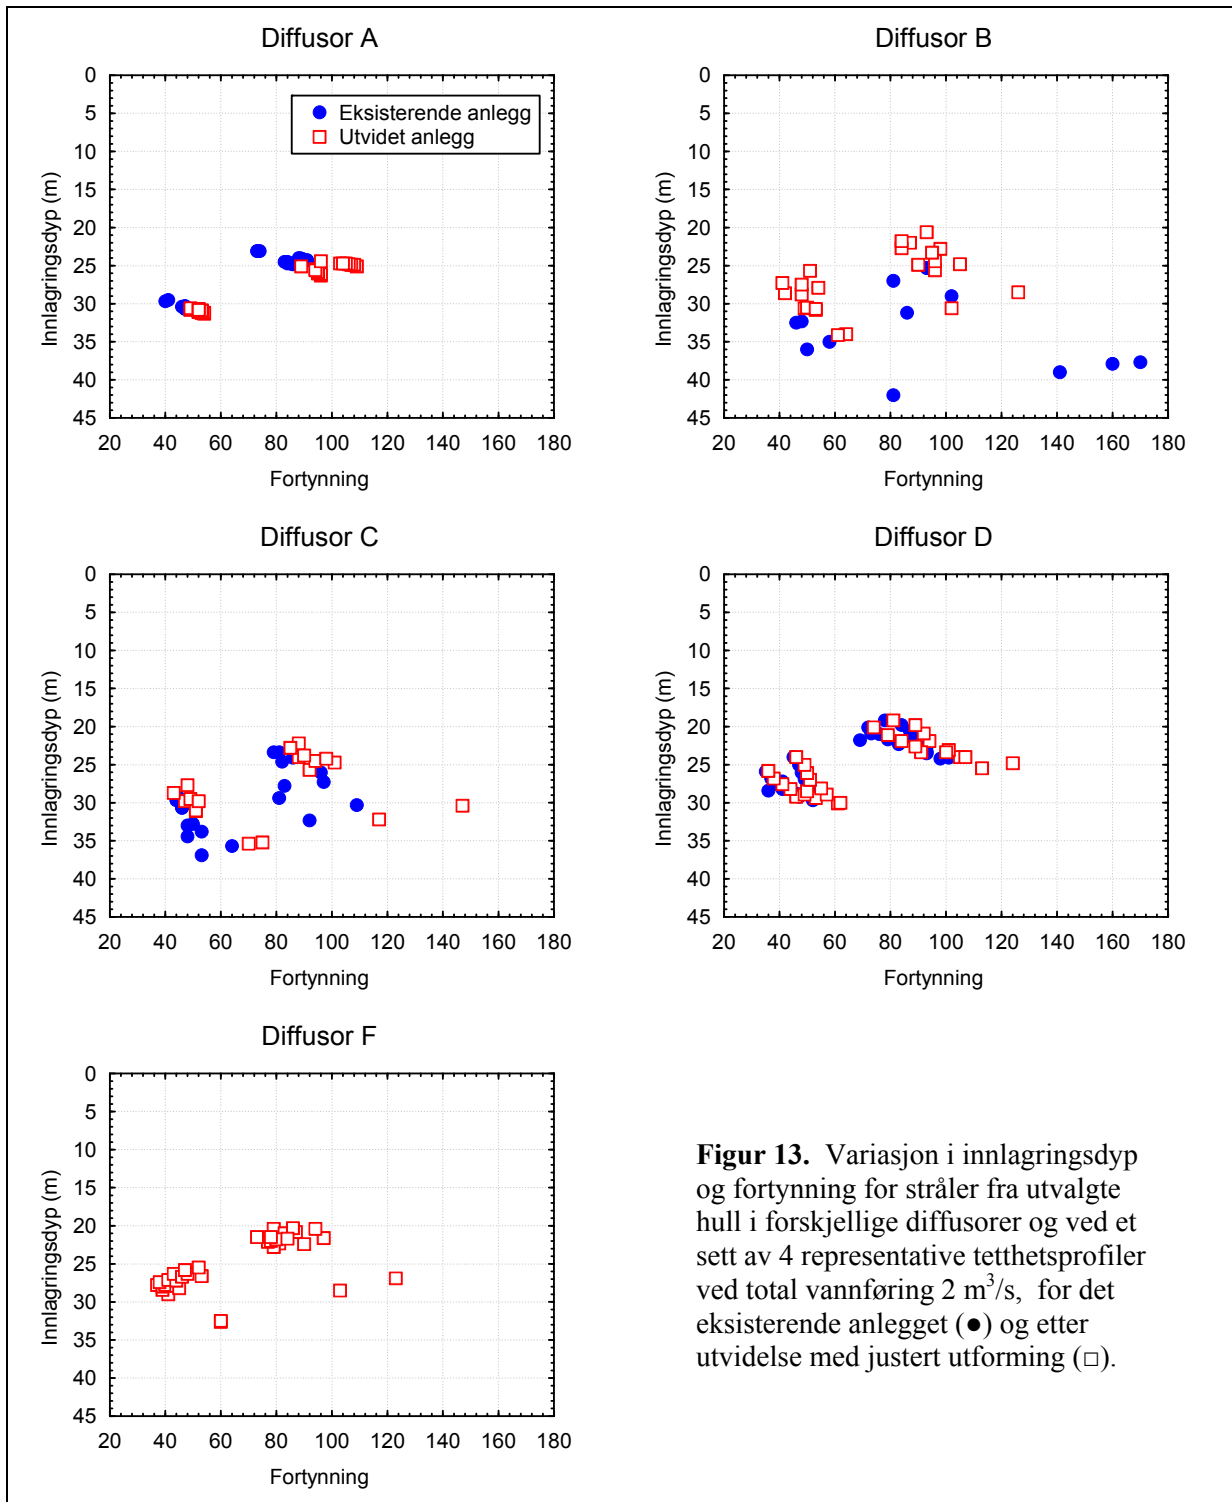 Diffusor A
0
5
10
15
20
25
30
35
40
45
Innlagringsdyp (m)
Eksisterende anlegg
Utvidet anlegg
20 40 60 80 100 120 140 160 180
Fortynning
Diffusor B
0
5
10
15
20
25
30
35
40
45
Innlagringsdyp (m)
20 40 60 80 100 120 140 160 180
Fortynning
Diffusor C
0
5
10
15
20
25
30
35
40
45
Innlagringsdyp (m)
20 40 60 80 100 120 140 160 180
Fortynning
Diffusor D
0
5
10
15
20
25
30
35
40
45
Innlagringsdyp (m)
20 40 60 80 100 120 140 160 180
Fortynning
Diffusor F
0
5
10
15
20
25
30
35
40
45
Innlagringsdyp (m)
20 40 60 80 100 120 140 160 180
Fortynning
Figur 13. Variasjon i innlagringsdyp
og fortynning for stråler fra utvalgte
hull i forskjellige diffusorer og ved et
sett av 4 representative tetthetsprofiler
ved total vannføring 2 m³/s, for det
eksisterende anlegget (●) og etter
utvidelse med justert utforming (□).